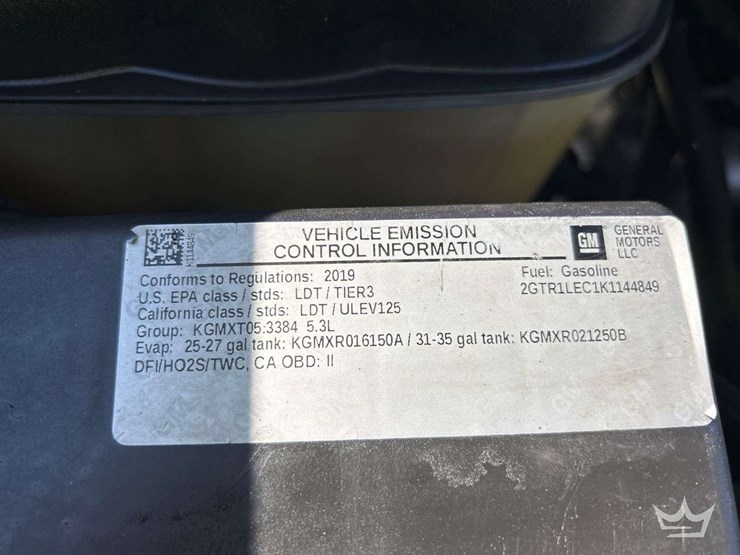 VEHICLE EMISSION
CONTROL INFORMATION
GM
GENERAL
MOTORS
LLC
K1144849
Conforms to Regulations: 2019
Fuel: Gasoline
U.S. EPA class / stds: LDT / TIER3
2GTR1LEC1K1144849
California class / stds: LDT / ULEV125
Group: KGMXT05.3384 5.3L
Evap: 25-27 gal tank: KGMXR016150A / 31-35 gal tank: KGMXR021250B
DFI/HO2S/TWC, CA OBD: II